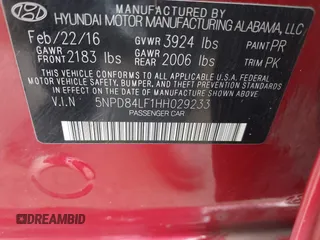 MANUFACTURED BY
HYUNDAI MOTOR MANUFACTURING ALABAMA, LLC
Feb/22/16 GVWR 3924 lbs PAINT PR
GAWR FRONT 2183 lbs GAWR REAR 2006 lbs TRIM PK
THIS VEHICLE CONFORMS TO ALL APPLICABLE U.S. FEDERAL MOTOR VEHICLE SAFETY, BUMPER, AND THEFT PREVENTION STANDARDS IN EFFECT ON THE DATE OF MANUFACTURE SHOWN ABOVE.
V.I.N 5NPD84LF1HH029233
PASSENGER CAR
DREAMBID